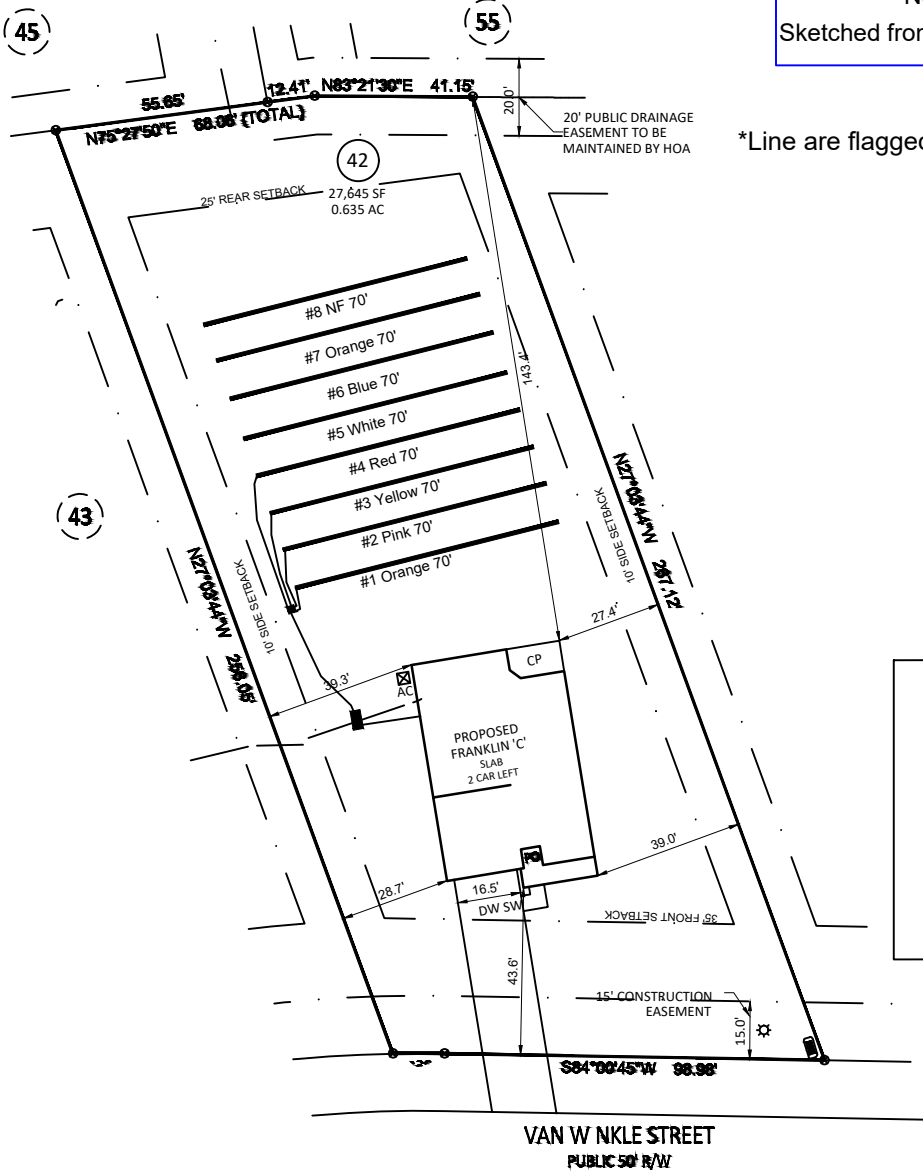 45
55
Sketched from
20.0'
55.65'
12.41'
N83°21'30"E 41.15'
N75°27'50"E 68.06' (TOTAL)
20' PUBLIC DRAINAGE
EASEMENT TO BE
MAINTAINED BY HOA
*Line are flagged
42
27,645 SF
0.635 AC
25' REAR SETBACK
#8 NF 70'
#7 Orange 70'
#6 Blue 70'
#5 White 70'
#4 Red 70'
#3 Yellow 70'
#2 Pink 70'
#1 Orange 70'
143.4'
43
N27°03'44"W
10' SIDE SETBACK
N27°03'44"W 267.12'
10' SIDE SETBACK
27.4'
39.3'
CP
AC
PROPOSED
FRANKLIN 'C'
SLAB
2 CAR LEFT
39.0'
28.7'
16.5'
DW SW
35' FRONT SETBACK
43.6'
15' CONSTRUCTION
EASEMENT
15.0'
S84°00'45"W 98.98'
VAN W NKLE STREET
PUBLIC 50' R/W